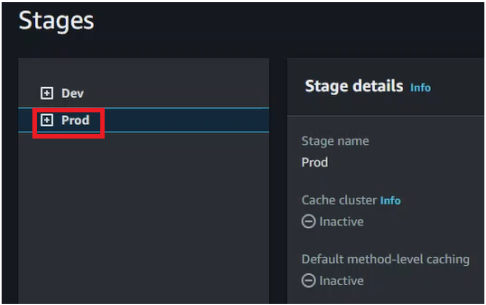 Stages
Dev
Prod
Stage details Info
Stage name
Prod
Cache cluster Info
Inactive
Default method-level caching
Inactive